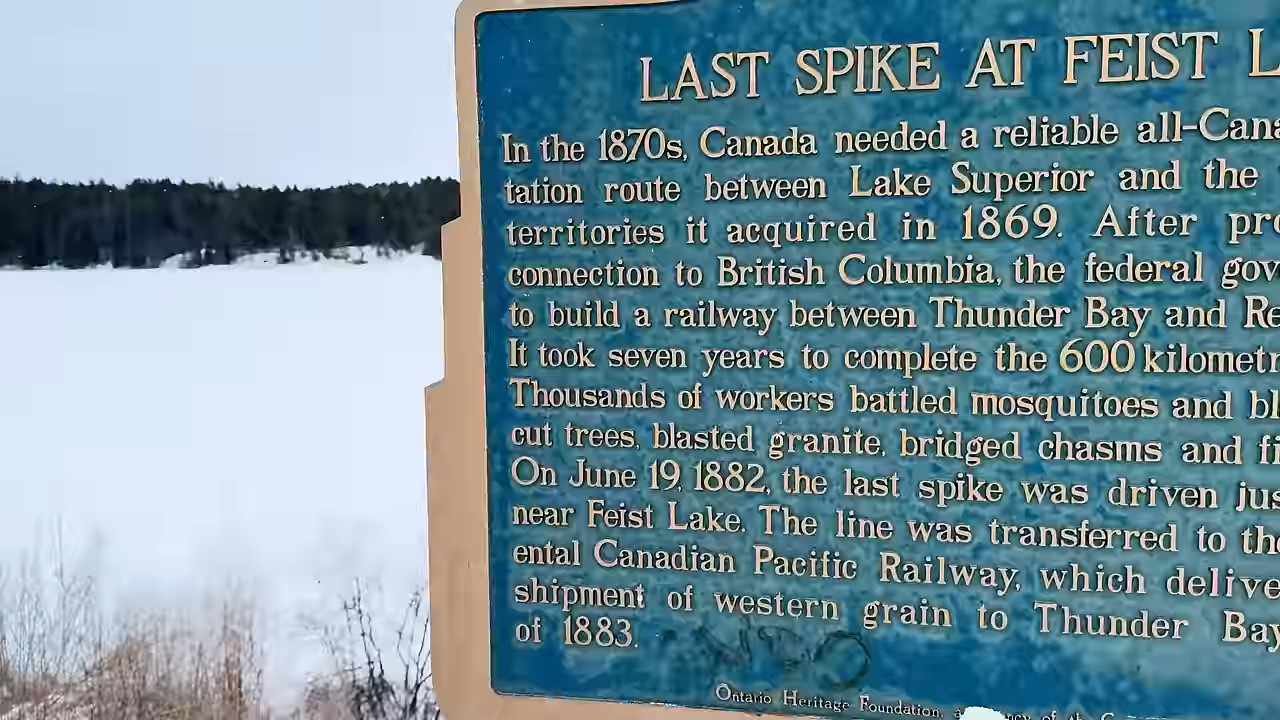 LAST SPIKE AT FEIST L
In the 1870s, Canada needed a reliable all-Cana
tation route between Lake Superior and the
territories it acquired in 1869. After pro
connection to British Columbia, the federal gov
to build a railway between Thunder Bay and Re
It took seven years to complete the 600 kilometr
Thousands of workers battled mosquitoes and bl
cut trees, blasted granite, bridged chasms and fi
On June 19, 1882, the last spike was driven jus
near Feist Lake. The line was transferred to the
ental Canadian Pacific Railway, which delive
shipment of western grain to Thunder Bay
of 1883.
Ontario Heritage Foundation, a ncy of the